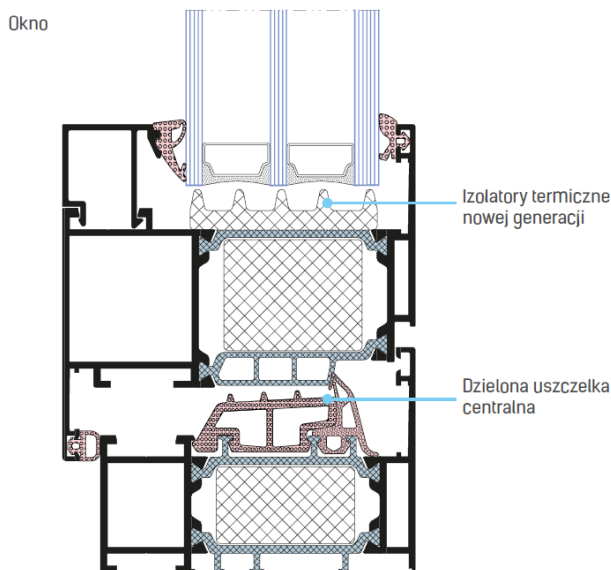 Okno
Izolatory termiczne
nowej generacji
Dzielona uszczelka
centralna